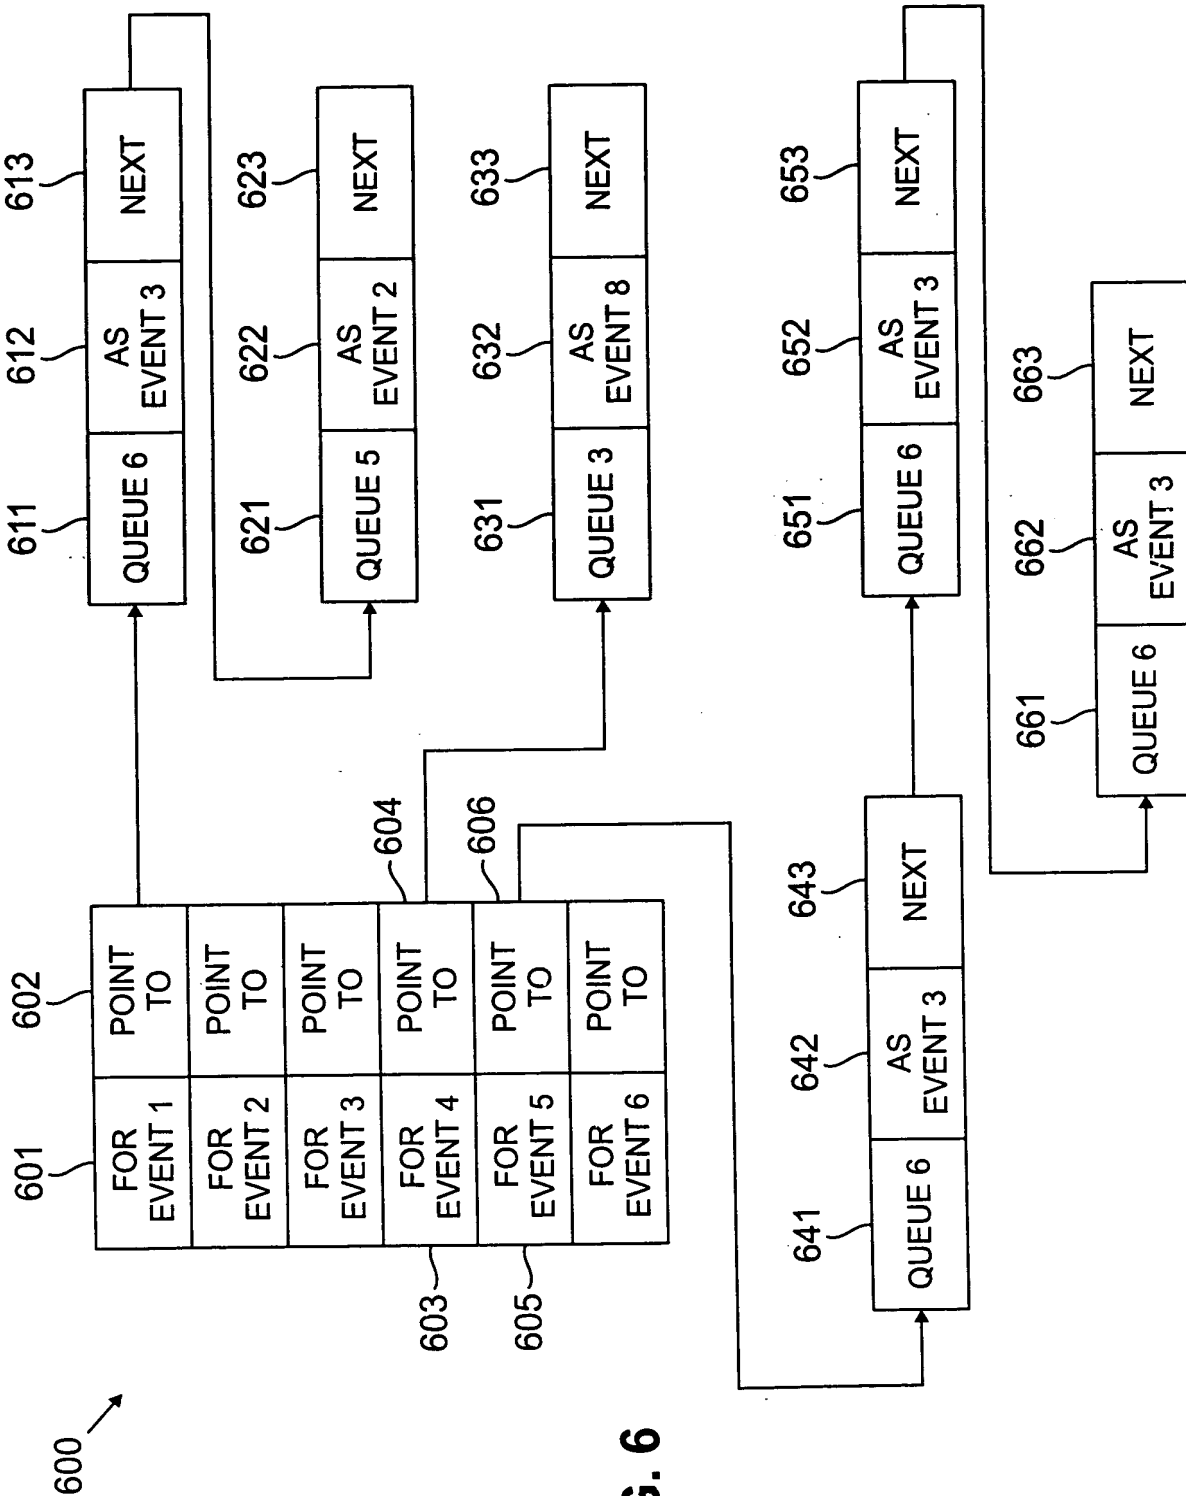 600
601
602
FOR
EVENT 1
POINT
TO
FOR
EVENT 2
POINT
TO
FOR
EVENT 3
POINT
TO
FOR
EVENT 4
POINT
TO
FOR
EVENT 5
POINT
TO
FOR
EVENT 6
POINT
TO
603
604
605
606
611
612
613
QUEUE 6
AS
EVENT 3
NEXT
621
622
623
QUEUE 5
AS
EVENT 2
NEXT
631
632
633
QUEUE 3
AS
EVENT 8
NEXT
641
642
643
QUEUE 6
AS
EVENT 3
NEXT
651
652
653
QUEUE 6
AS
EVENT 3
NEXT
661
662
663
QUEUE 6
AS
EVENT 3
NEXT
G. 6